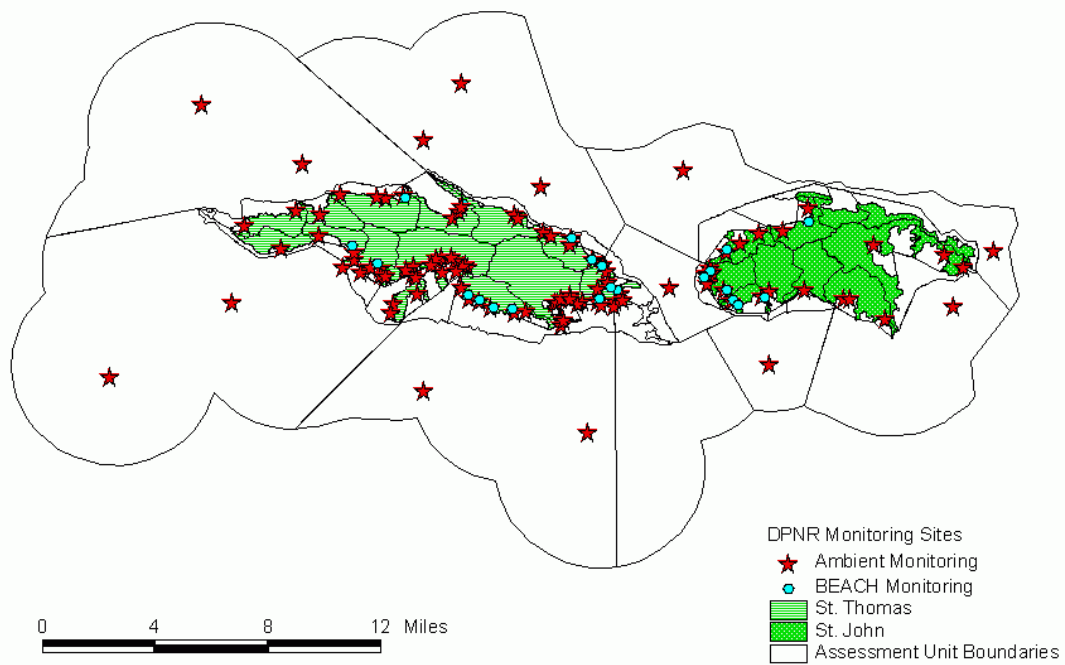 DPNR Monitoring Sites
Ambient Monitoring
BEACH Monitoring
St. Thomas
St. John
Assessment Unit Boundaries
0 4 8 12 Miles